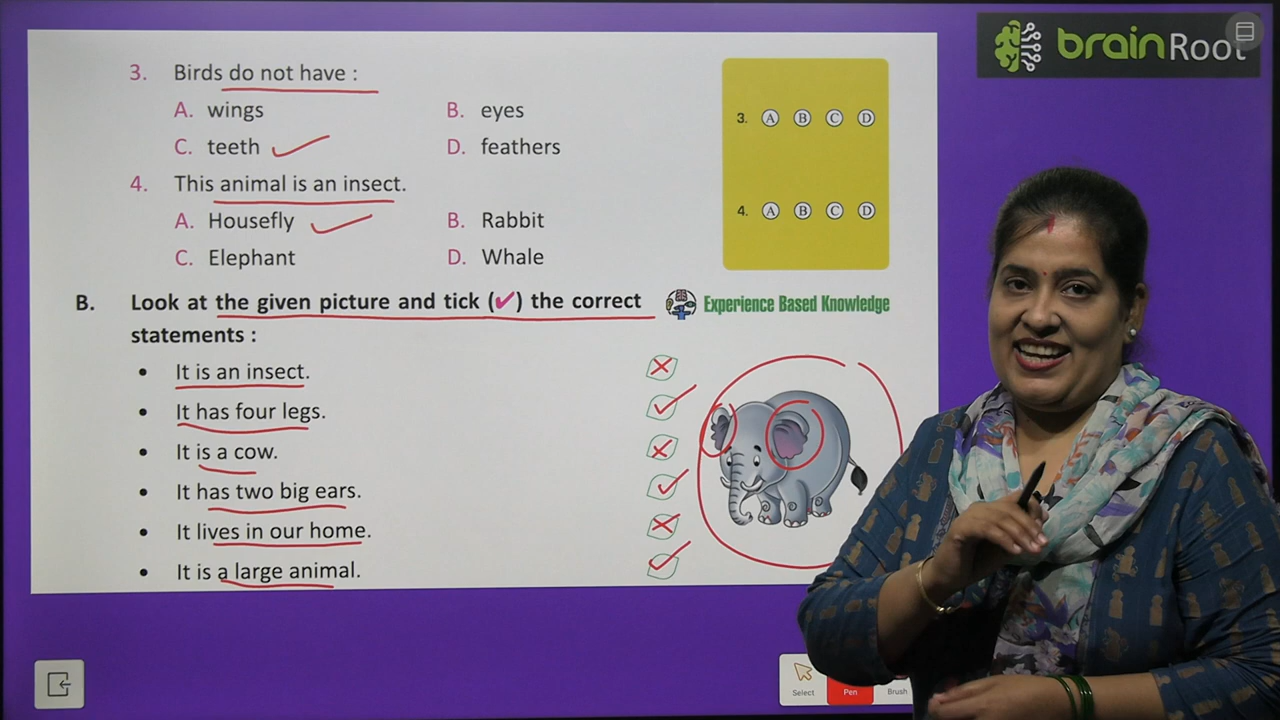 brainRoot
3. Birds do not have :
A. wings B. eyes
C. teeth D. feathers
4. This animal is an insect.
A. Housefly B. Rabbit
C. Elephant D. Whale
3. A B C D
4. A B C D
B. Look at the given picture and tick (✔) the correct
statements :
Experience Based Knowledge
• It is an insect.
• It has four legs.
• It is a cow.
• It has two big ears.
• It lives in our home.
• It is a large animal.
Select Pen Brush